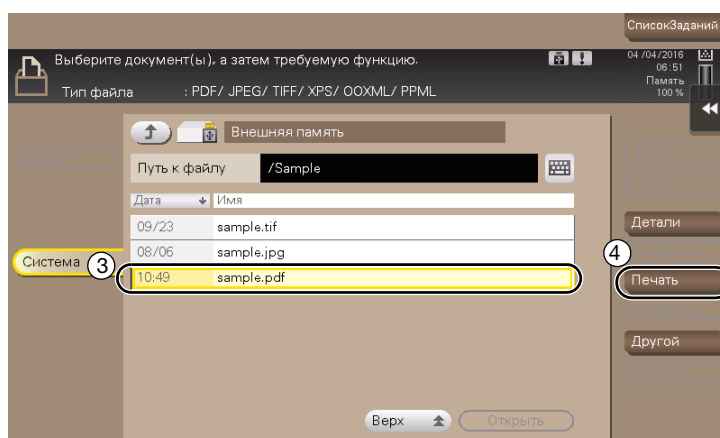 СписокЗаданий
Выберите документ(ы), а затем требуемую функцию.
04/04/2016
06:51
Тип файла : PDF/ JPEG/ TIFF/ XPS/ OOXML/ PPML
Память
100 %
Внешняя память
Путь к файлу /Sample
Дата Имя
09/23 sample.tif
Детали
08/06 sample.jpg
Система 3
4
10:49 sample.pdf
Печать
Другой
Верх Открыть